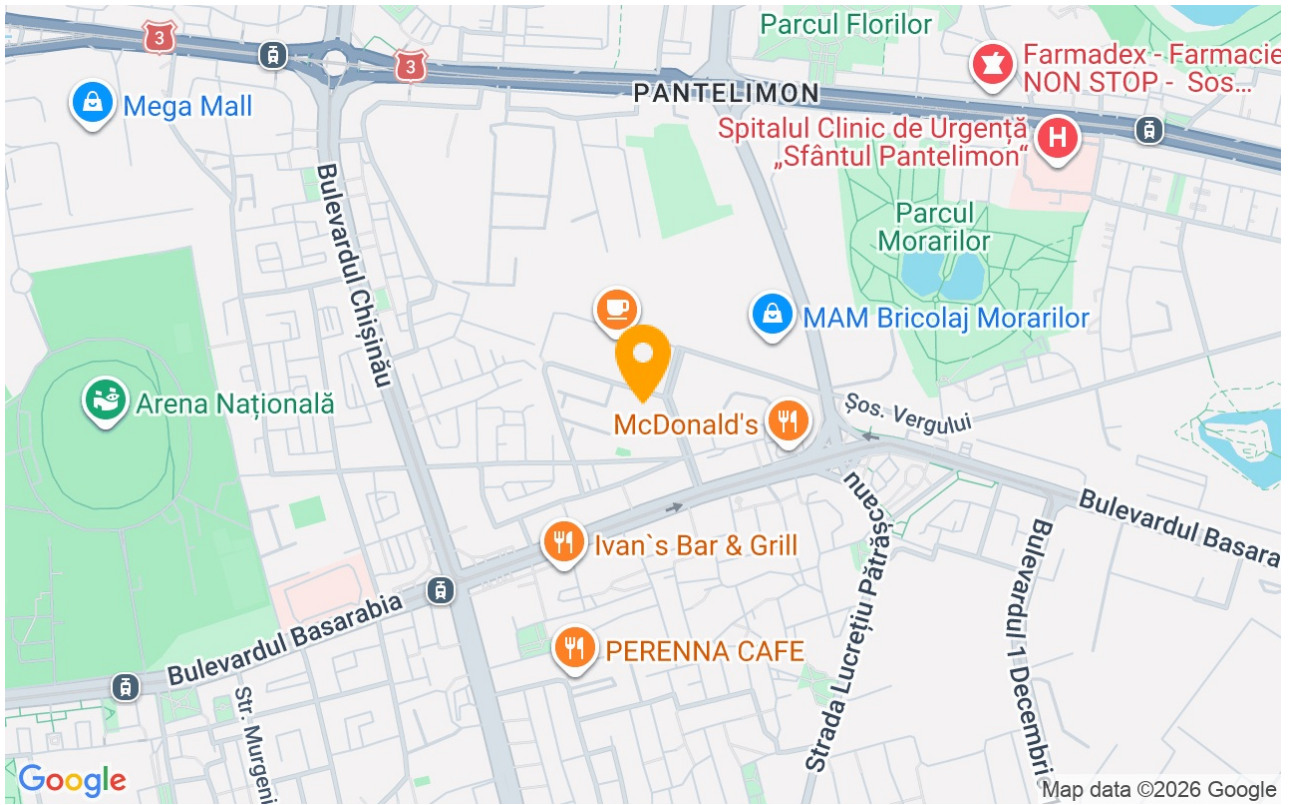 Parcul Florilor
3
3
Farmadex - Farmacie
NON STOP - Sos...
Mega Mall
PANTELIMON
Spitalul Clinic de Urgență
„Sfântul Pantelimon“
H
Bulevardul Chișinău
Parcul
Morarilor
MAM Bricolaj Morarilor
Arena Națională
McDonald's
Șos. Vergului
Ivan`s Bar & Grill
Bulevardul Basara
Strada Lucrețiu Pătrășcanu
Bulevardul 1 Decembri
Bulevardul Basarabia
PERENNA CAFE
Str. Murgeni
Google
Map data ©2026 Google